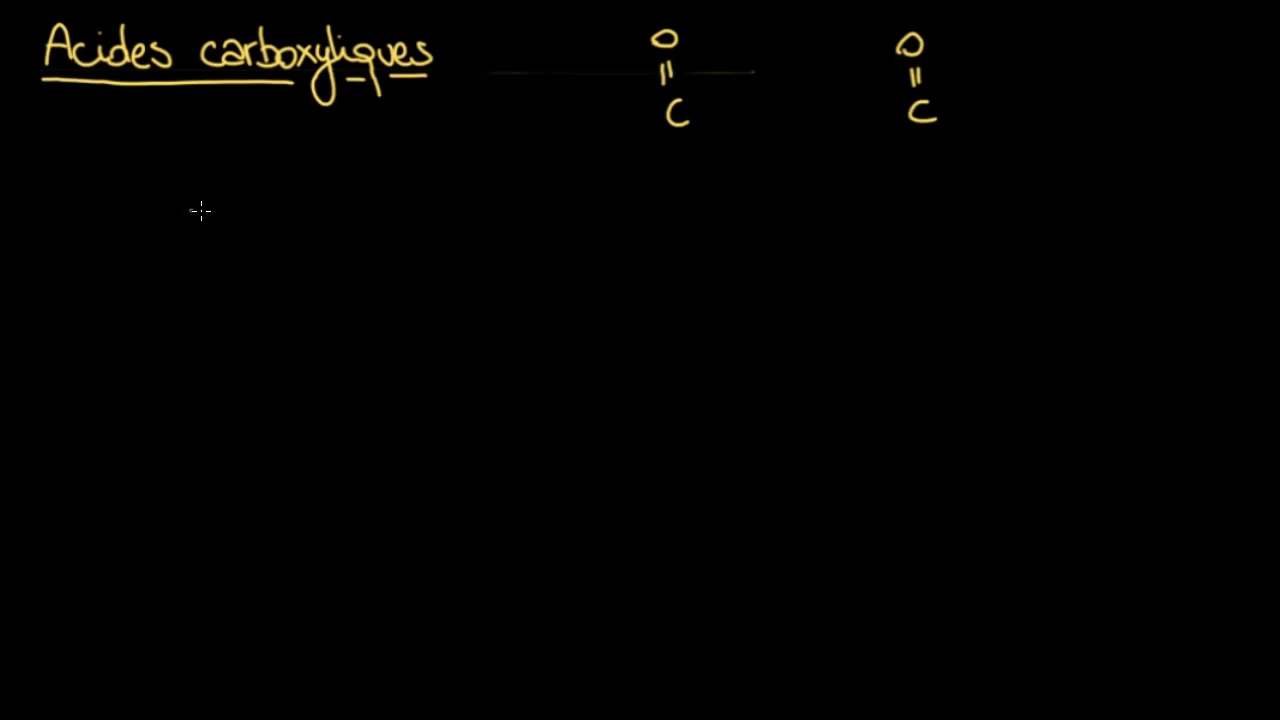 Acides carboxyliques
O O
= =
C C